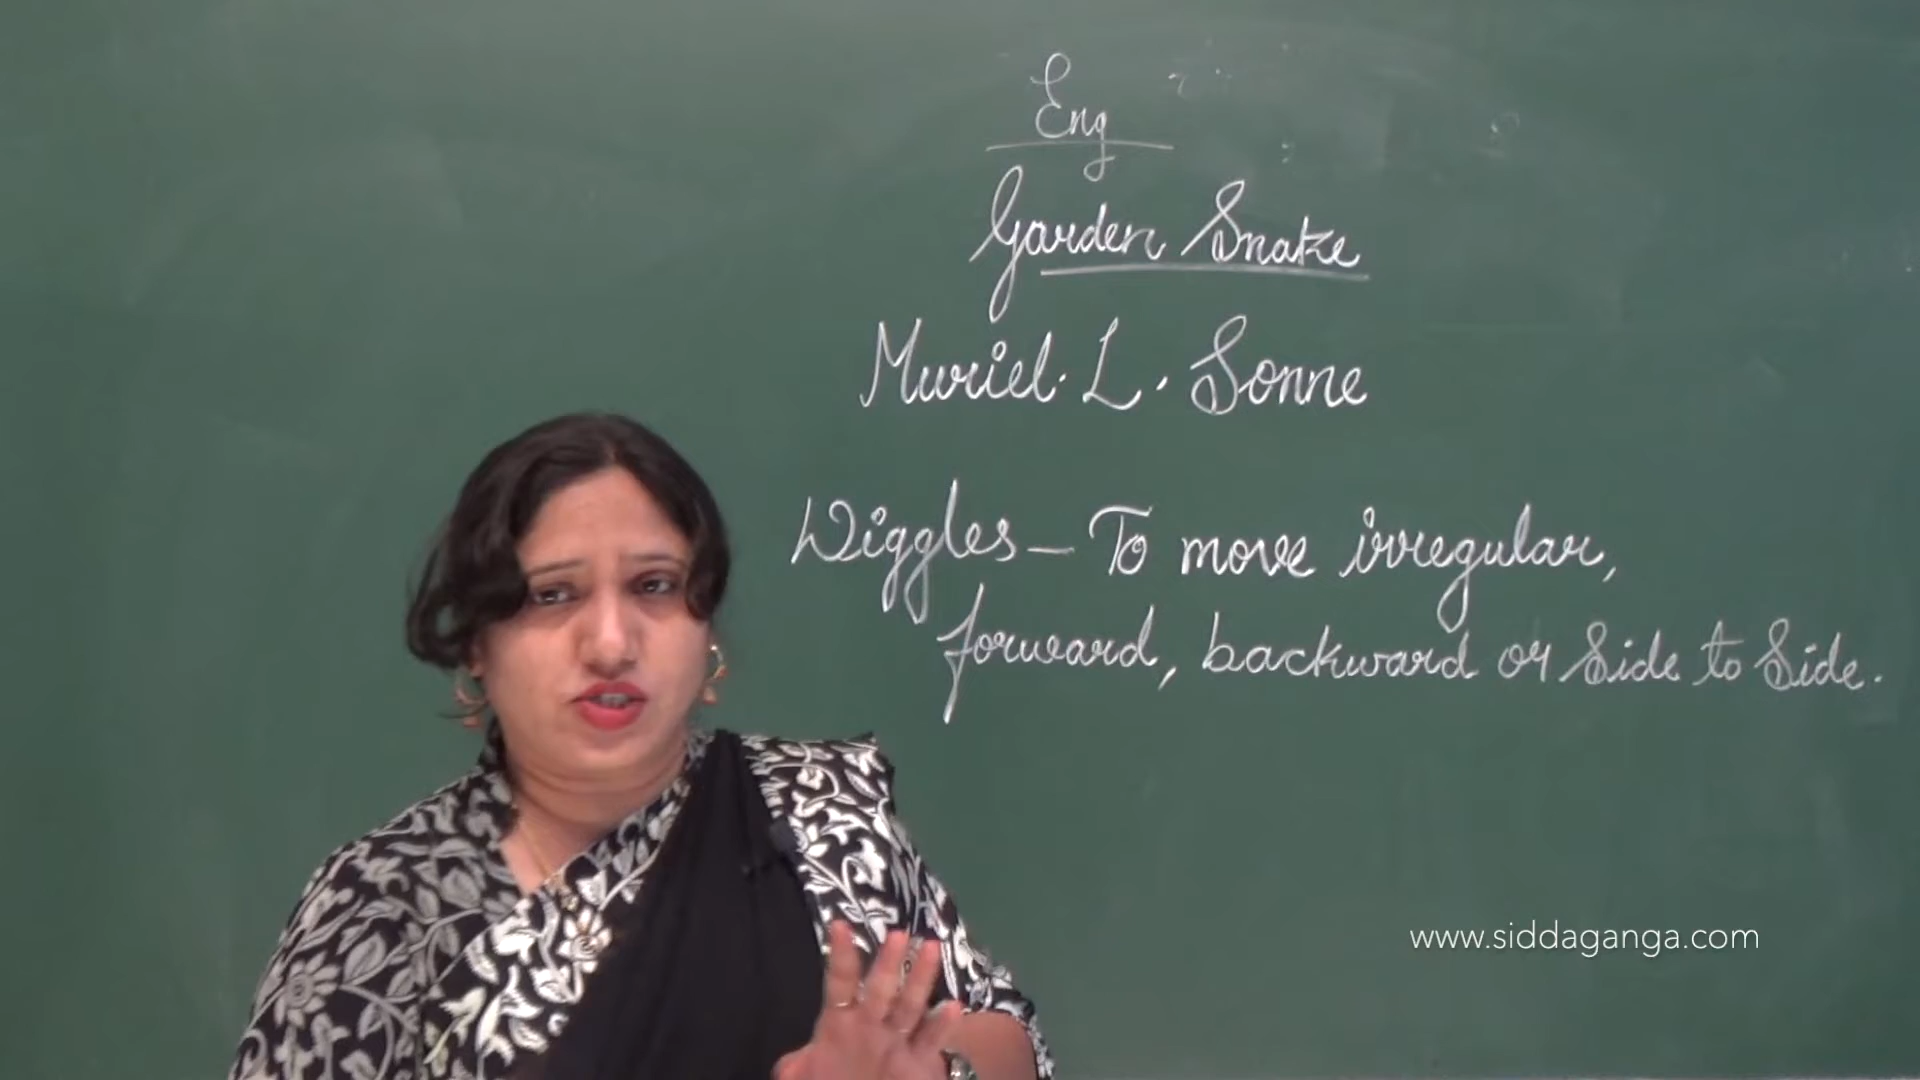 Eng
Garden Snake
Muriel. L. Sonne
Wiggles - To move irregular,
forward, backward or Side to Side.
www.siddaganga.com